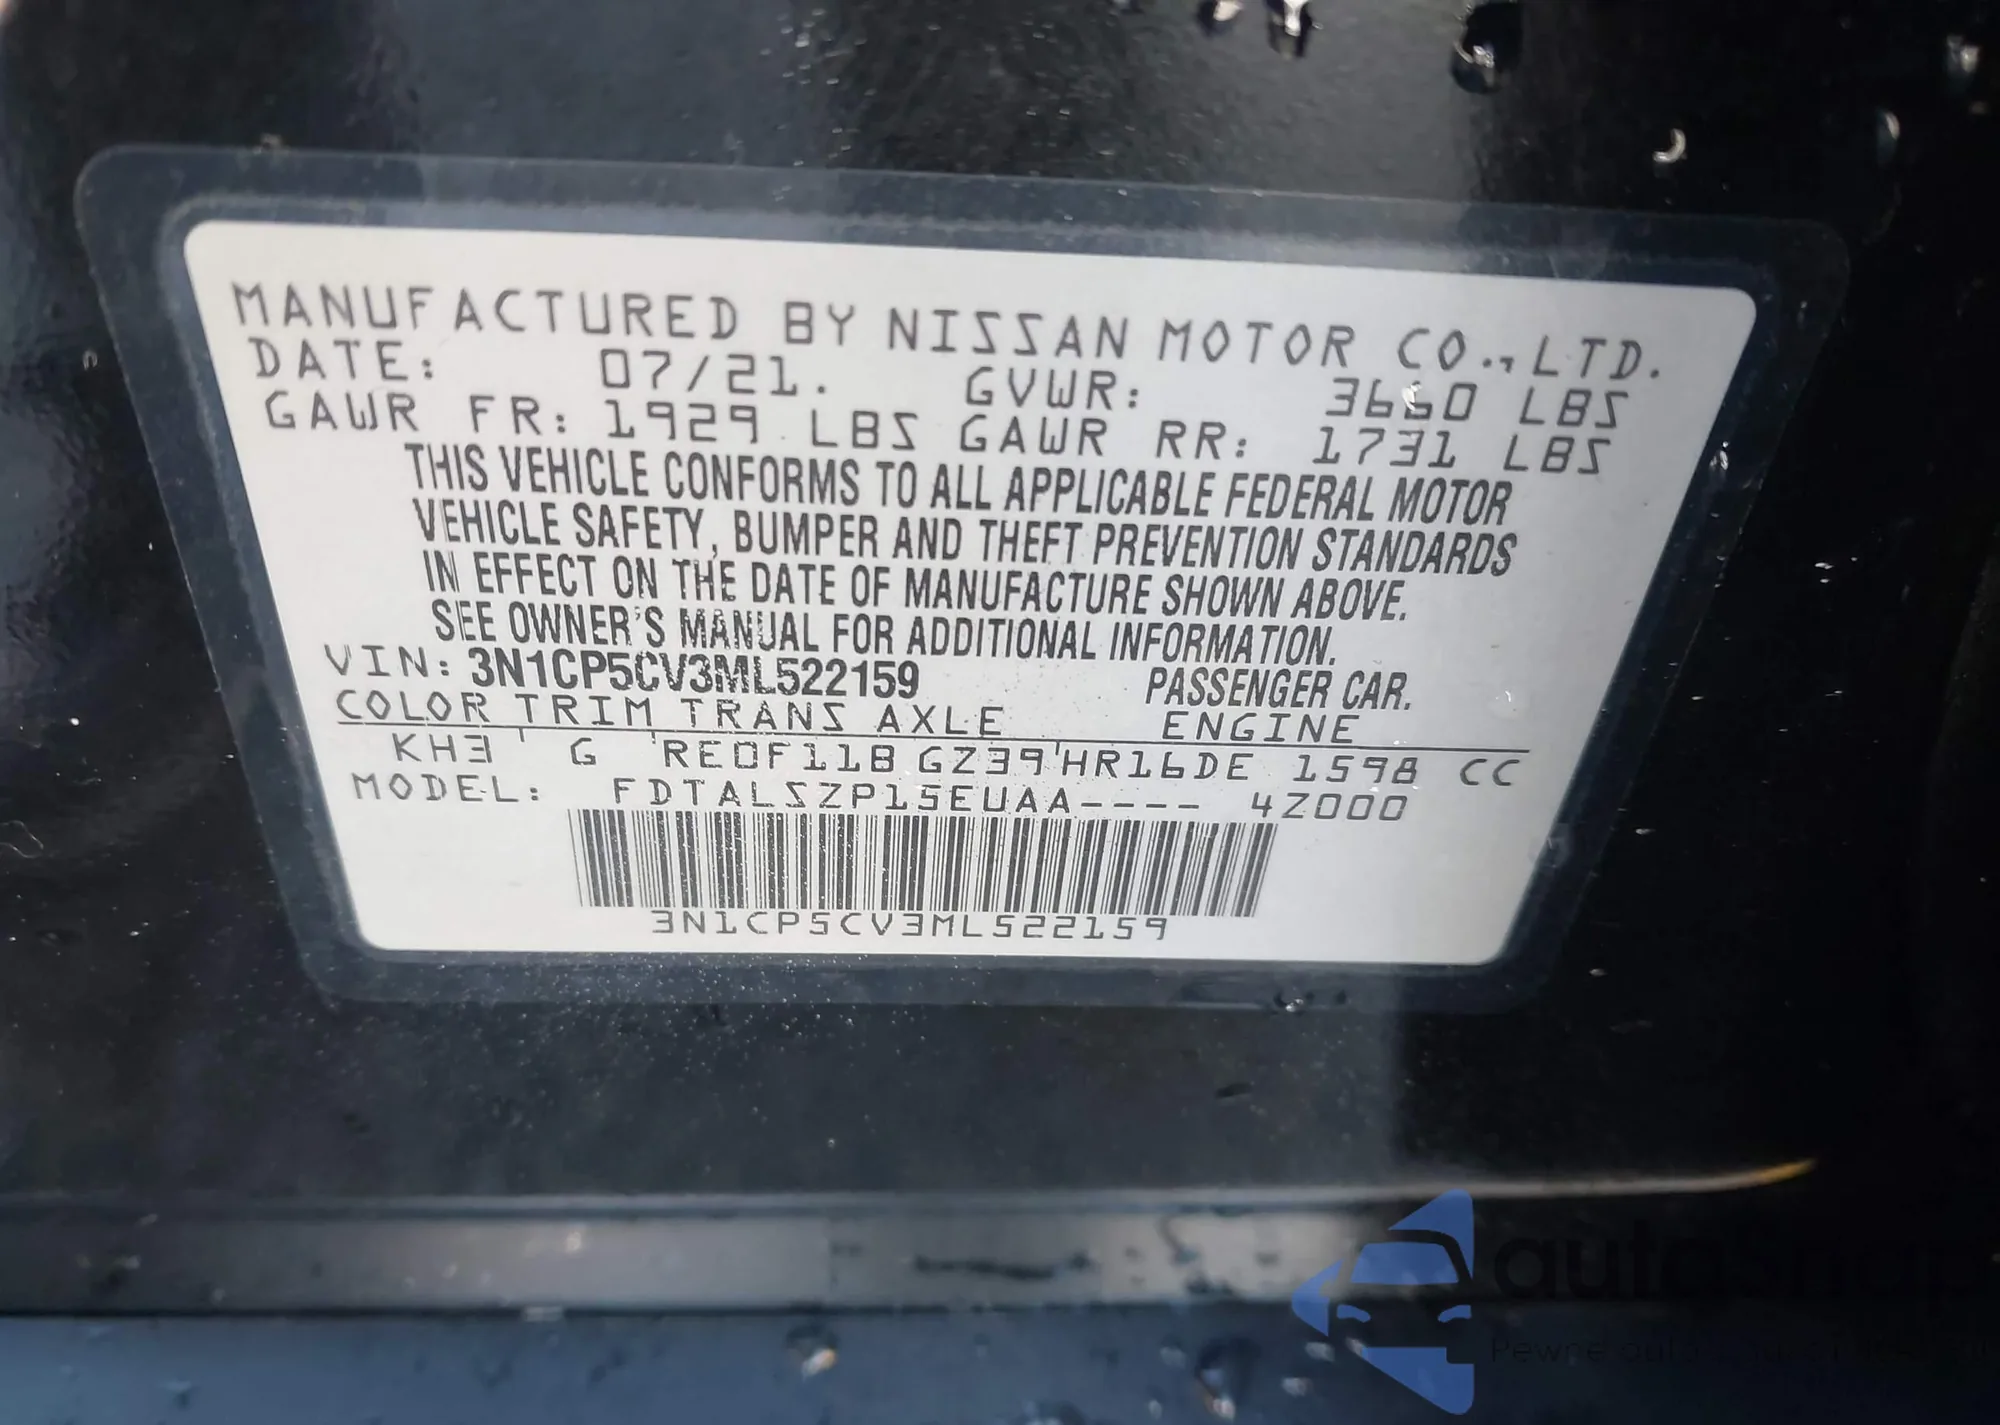 MANUFACTURED BY NISSAN MOTOR CO., LTD.
DATE: 07/21. GVWR: 3660 LBS
GAWR FR: 1929 LBS GAWR RR: 1731 LBS
THIS VEHICLE CONFORMS TO ALL APPLICABLE FEDERAL MOTOR
VEHICLE SAFETY, BUMPER AND THEFT PREVENTION STANDARDS
IN EFFECT ON THE DATE OF MANUFACTURE SHOWN ABOVE.
SEE OWNER'S MANUAL FOR ADDITIONAL INFORMATION.
VIN: 3N1CP5CV3ML522159 PASSENGER CAR.
COLOR TRIM TRANS AXLE ENGINE
KH3 G RE0F11B GZ39 HR16DE 1598 CC
MODEL: FDTALSZP15EUAA---- 4Z000
3N1CP5CV3ML522159
autoshop
Pewne auto